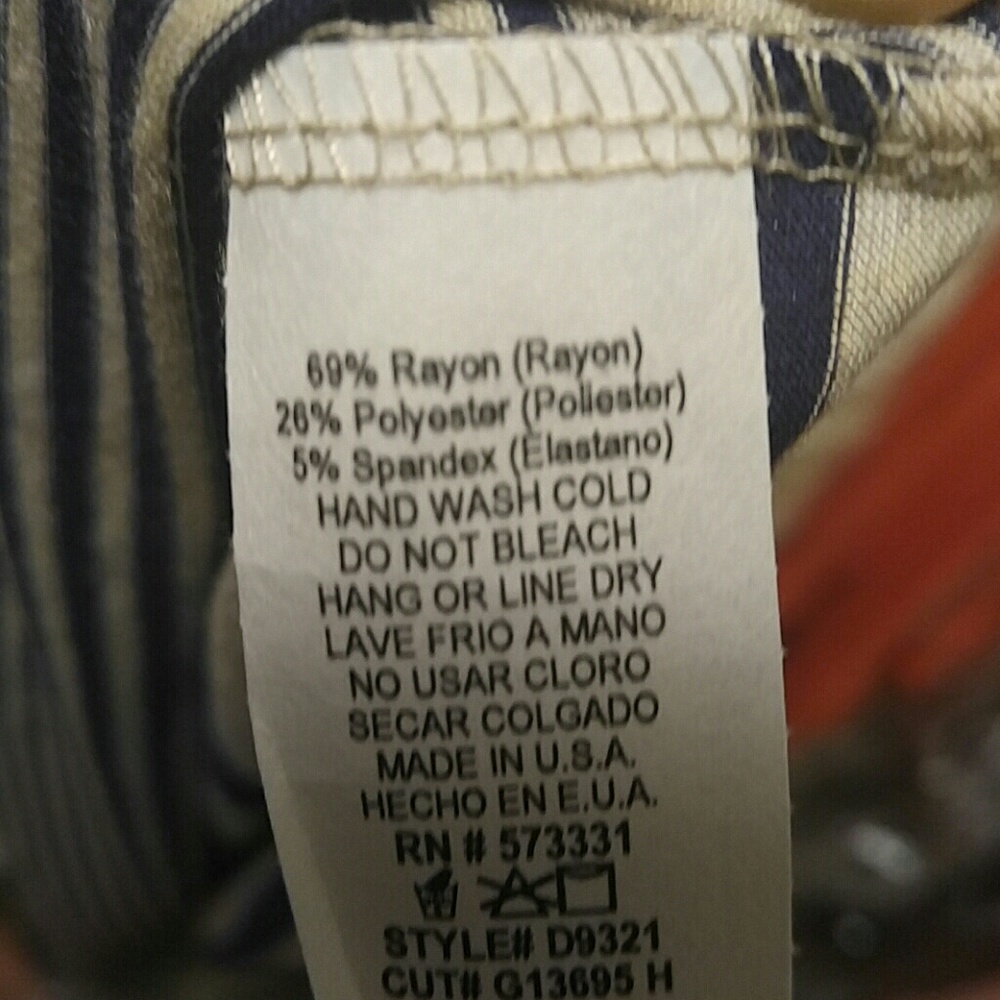 69% Rayon (Rayon)
26% Polyester (Poliester)
5% Spandex (Elastano)
HAND WASH COLD
DO NOT BLEACH
HANG OR LINE DRY
LAVE FRIO A MANO
NO USAR CLORO
SECAR COLGADO
MADE IN U.S.A.
HECHO EN E.U.A.
RN # 573331
STYLE# D9321
CUT# G13695 H